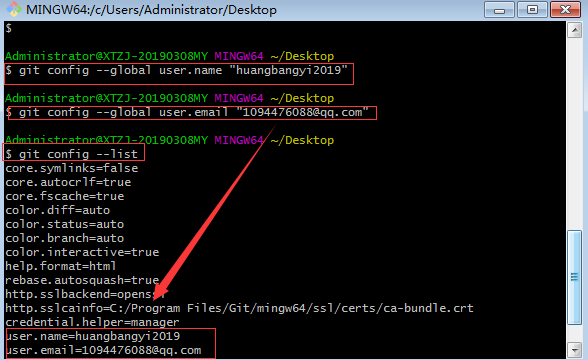 MINGW64:/c/Users/Administrator/Desktop
$
Administrator@XTZJ-20190308MY MINGW64 ~/Desktop
$ git config --global user.name "huangbangyi2019"
Administrator@XTZJ-20190308MY MINGW64 ~/Desktop
$ git config --global user.email "1094476088@qq.com"
Administrator@XTZJ-20190308MY MINGW64 ~/Desktop
$ git config --list
core.symlinks=false
core.autocrlf=true
core.fscache=true
color.diff=auto
color.status=auto
color.branch=auto
color.interactive=true
help.format=html
rebase.autosquash=true
http.sslbackend=openssl
http.sslcainfo=C:/Program Files/Git/mingw64/ssl/certs/ca-bundle.crt
credential.helper=manager
user.name=huangbangyi2019
user.email=1094476088@qq.com